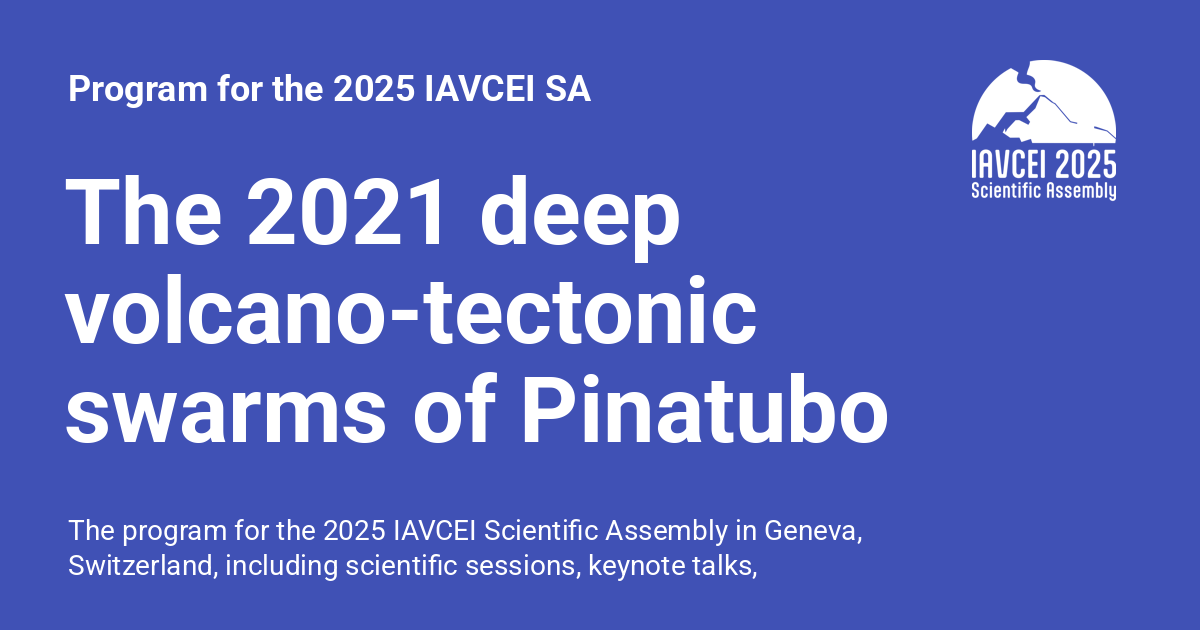 Program for the 2025 IAVCEI SA
IAVCEI 2025
Scientific Assembly
The 2021 deep
volcano-tectonic
swarms of Pinatubo
The program for the 2025 IAVCEI Scientific Assembly in Geneva,
Switzerland, including scientific sessions, keynote talks,